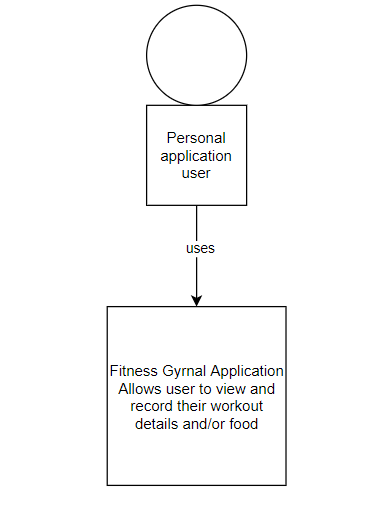 Personal
application
user
uses
Fitness Gyrnal Application
Allows user to view and
record their workout
details and/or food